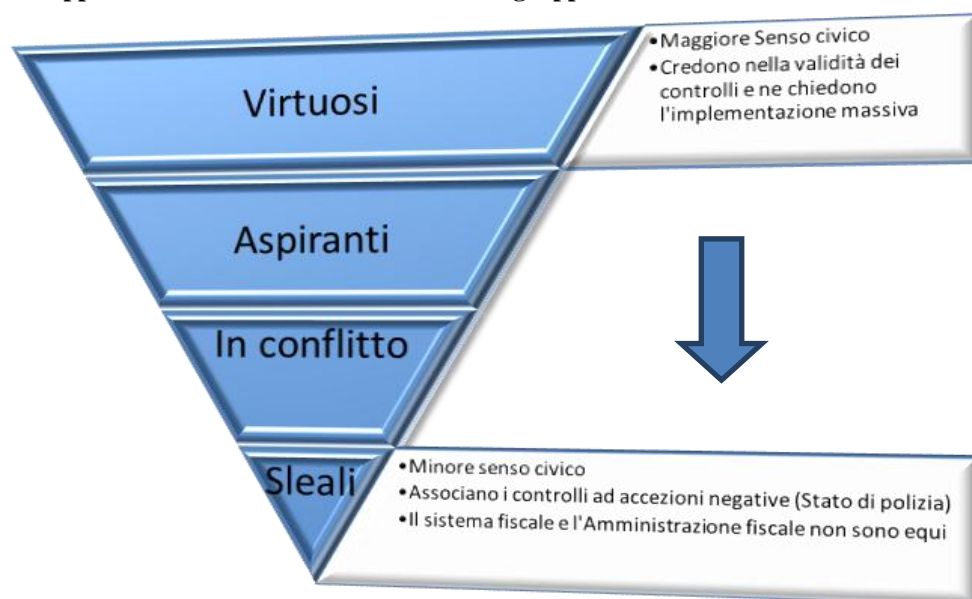 Virtuosi
•Maggiore Senso civico
•Credono nella validità dei
controlli e ne chiedono
l'implementazione massiva
Aspiranti
In conflitto
Sleali
•Minore senso civico
•Associano i controlli ad accezioni negative (Stato di polizia)
•Il sistema fiscale e l'Amministrazione fiscale non sono equi